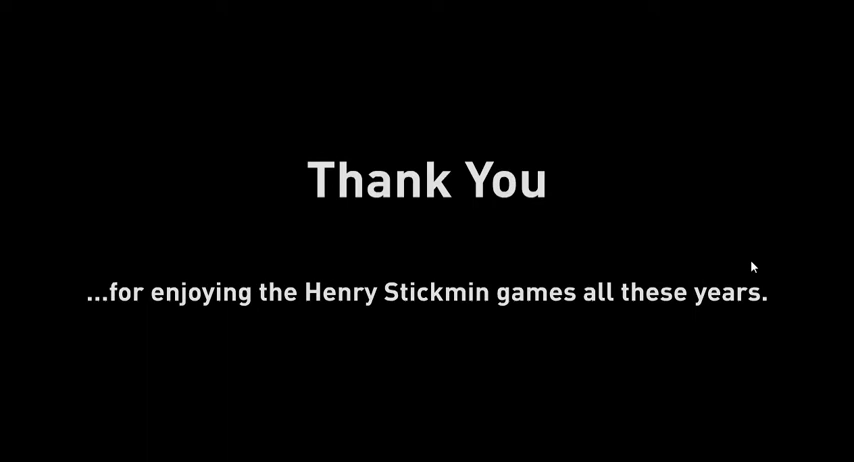 Thank You
...for enjoying the Henry Stickmin games all these years.